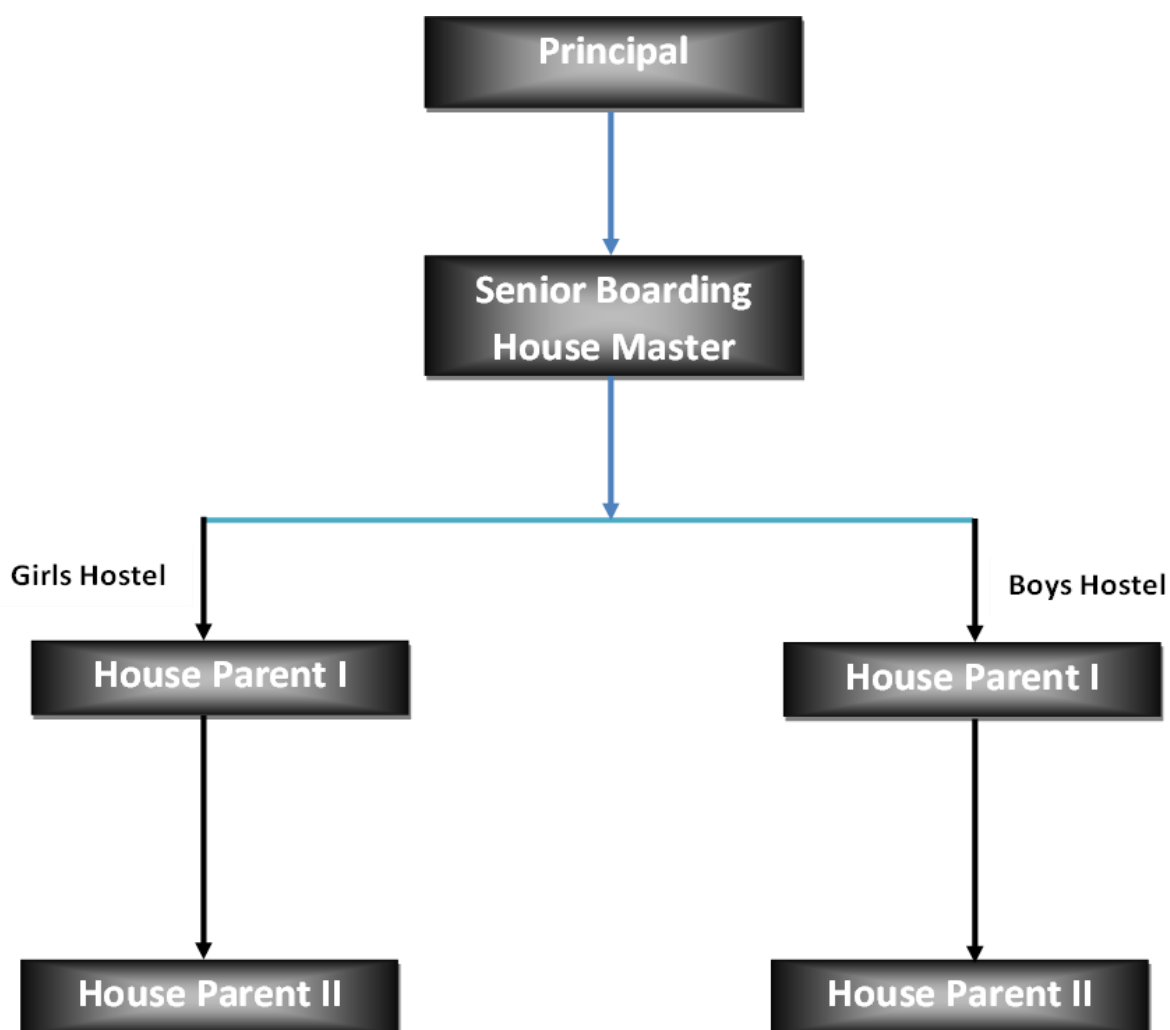 Principal
Senior Boarding
House Master
Girls Hostel
Boys Hostel
House Parent I
House Parent I
House Parent II
House Parent II